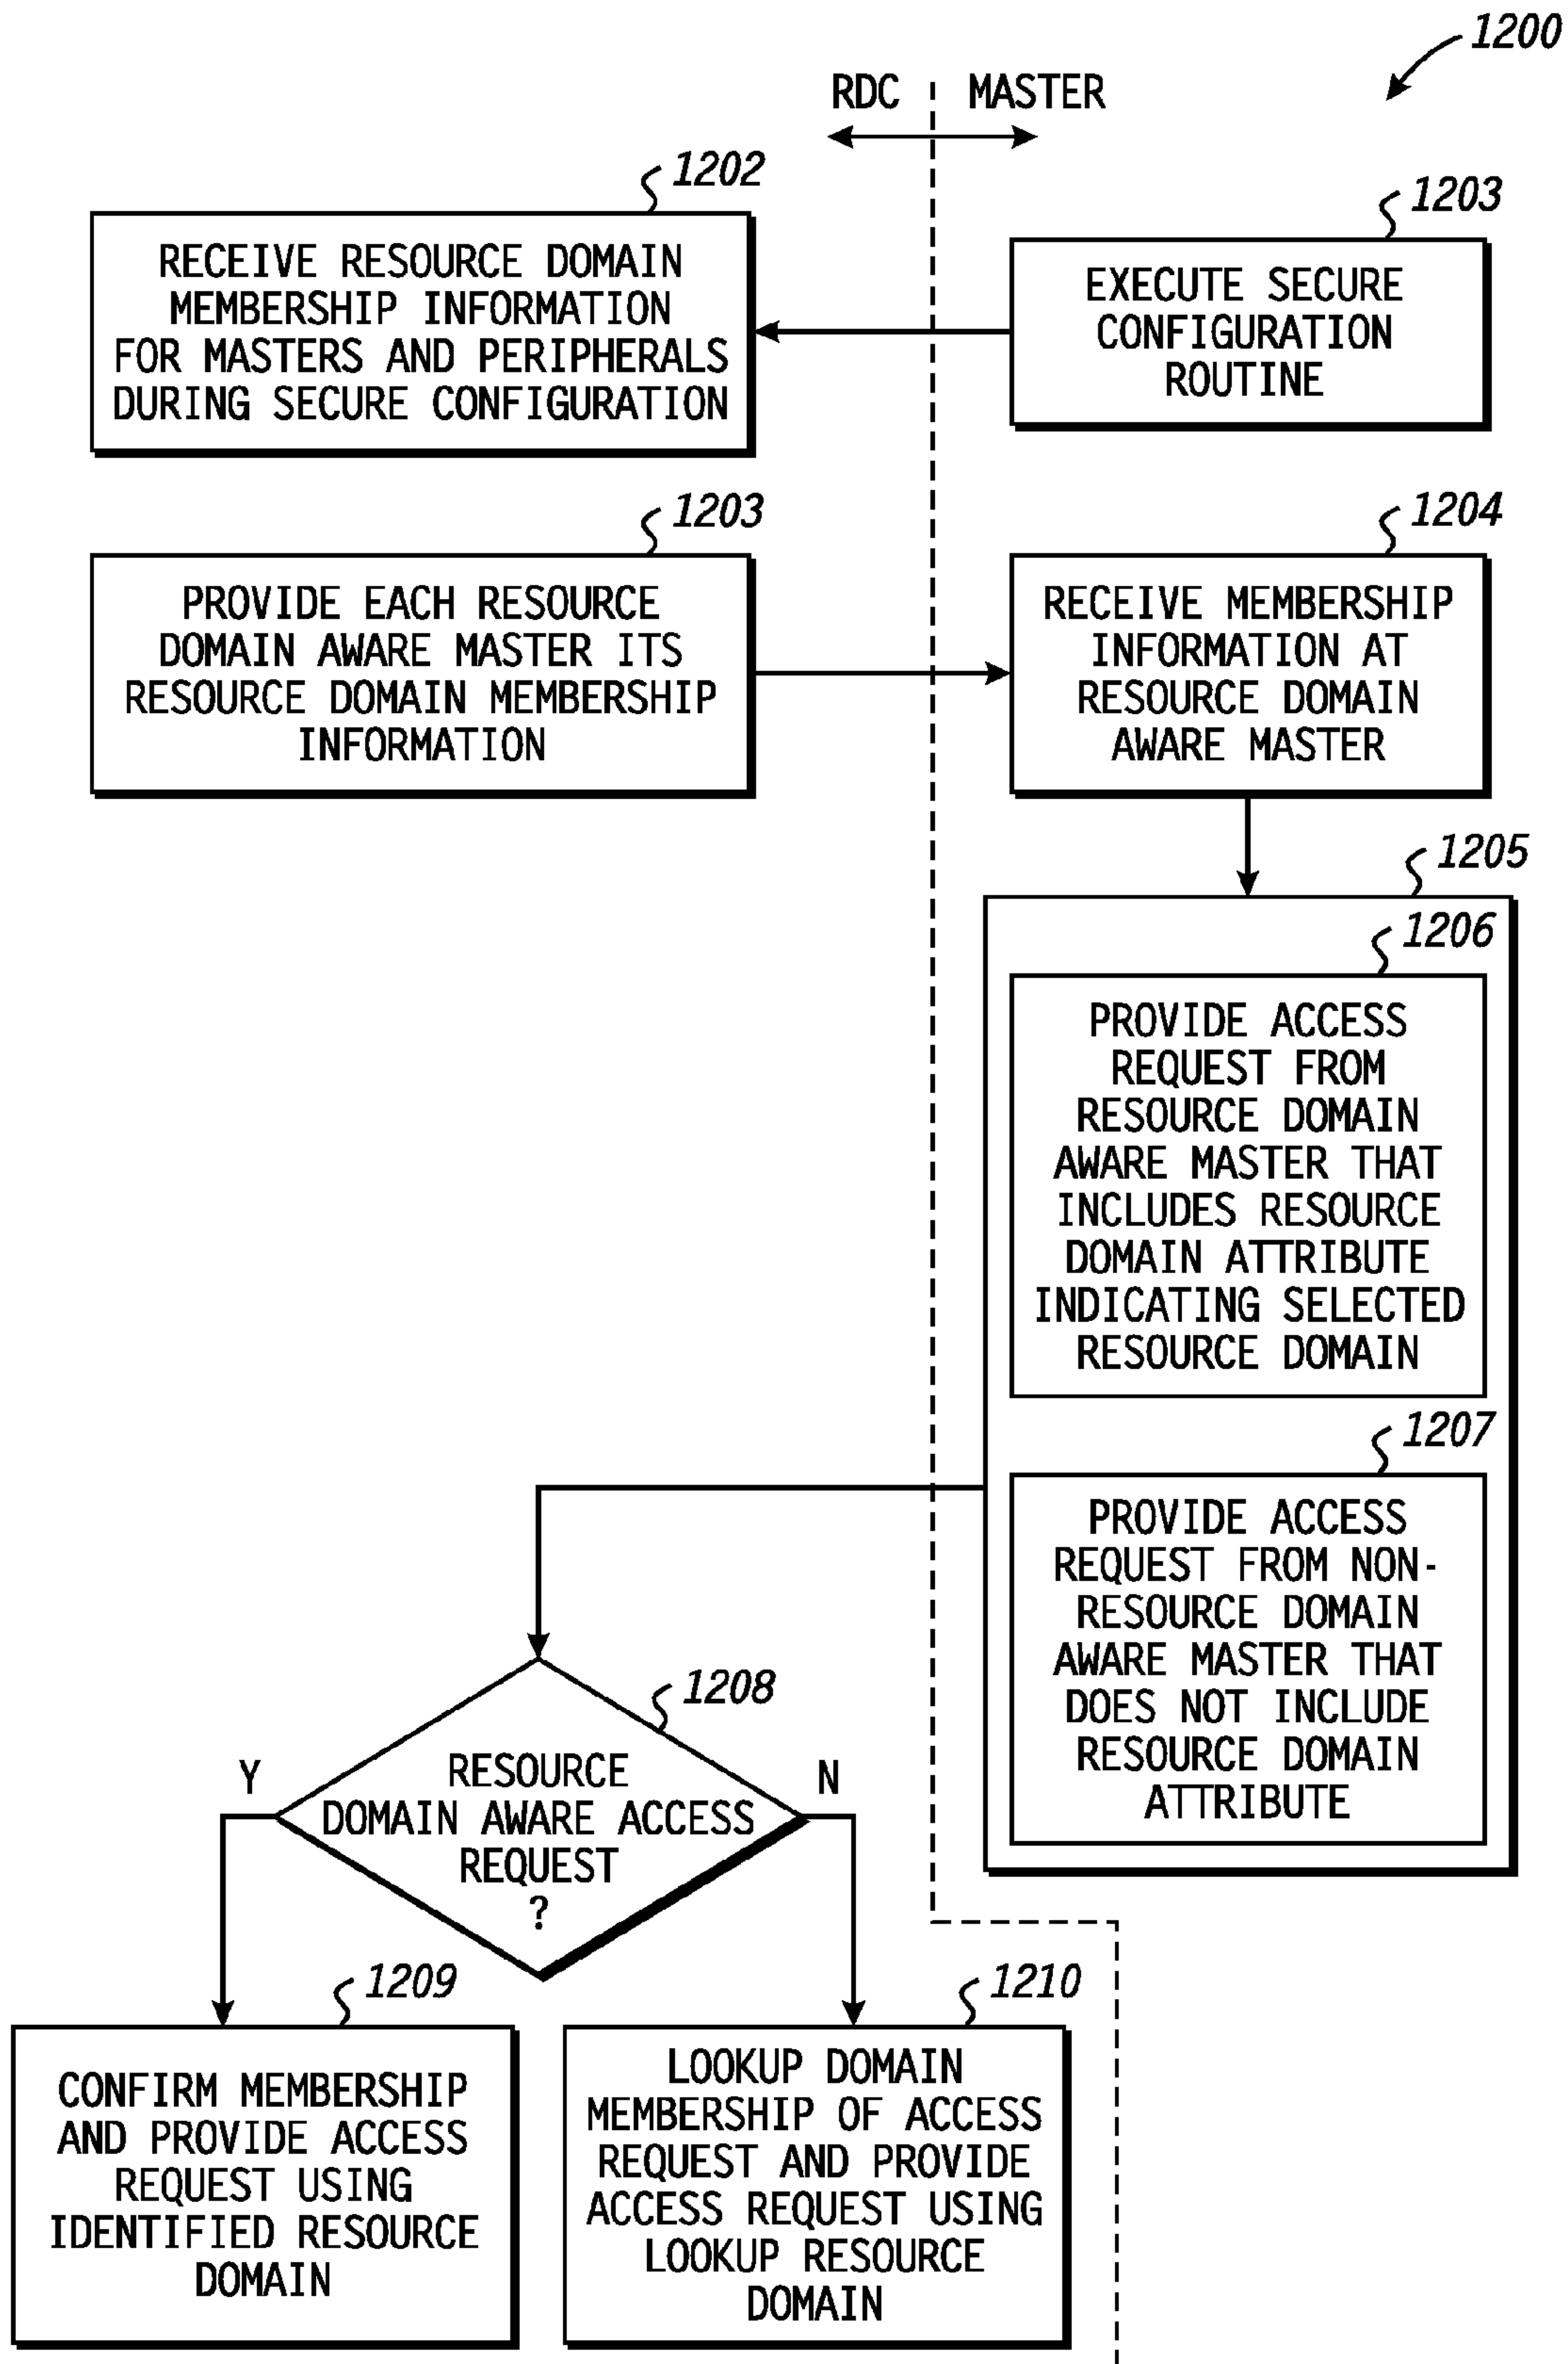 1200
RDC MASTER
1202
RECEIVE RESOURCE DOMAIN
MEMBERSHIP INFORMATION
FOR MASTERS AND PERIPHERALS
DURING SECURE CONFIGURATION
1203
EXECUTE SECURE
CONFIGURATION
ROUTINE
1203
PROVIDE EACH RESOURCE
DOMAIN AWARE MASTER ITS
RESOURCE DOMAIN MEMBERSHIP
INFORMATION
1204
RECEIVE MEMBERSHIP
INFORMATION AT
RESOURCE DOMAIN
AWARE MASTER
1205
1206
PROVIDE ACCESS
REQUEST FROM
RESOURCE DOMAIN
AWARE MASTER THAT
INCLUDES RESOURCE
DOMAIN ATTRIBUTE
INDICATING SELECTED
RESOURCE DOMAIN
1207
PROVIDE ACCESS
REQUEST FROM NON-
RESOURCE DOMAIN
AWARE MASTER THAT
DOES NOT INCLUDE
RESOURCE DOMAIN
ATTRIBUTE
1208
RESOURCE
DOMAIN AWARE ACCESS
REQUEST
?
Y
N
1209
CONFIRM MEMBERSHIP
AND PROVIDE ACCESS
REQUEST USING
IDENTIFIED RESOURCE
DOMAIN
1210
LOOKUP DOMAIN
MEMBERSHIP OF ACCESS
REQUEST AND PROVIDE
ACCESS REQUEST USING
LOOKUP RESOURCE
DOMAIN